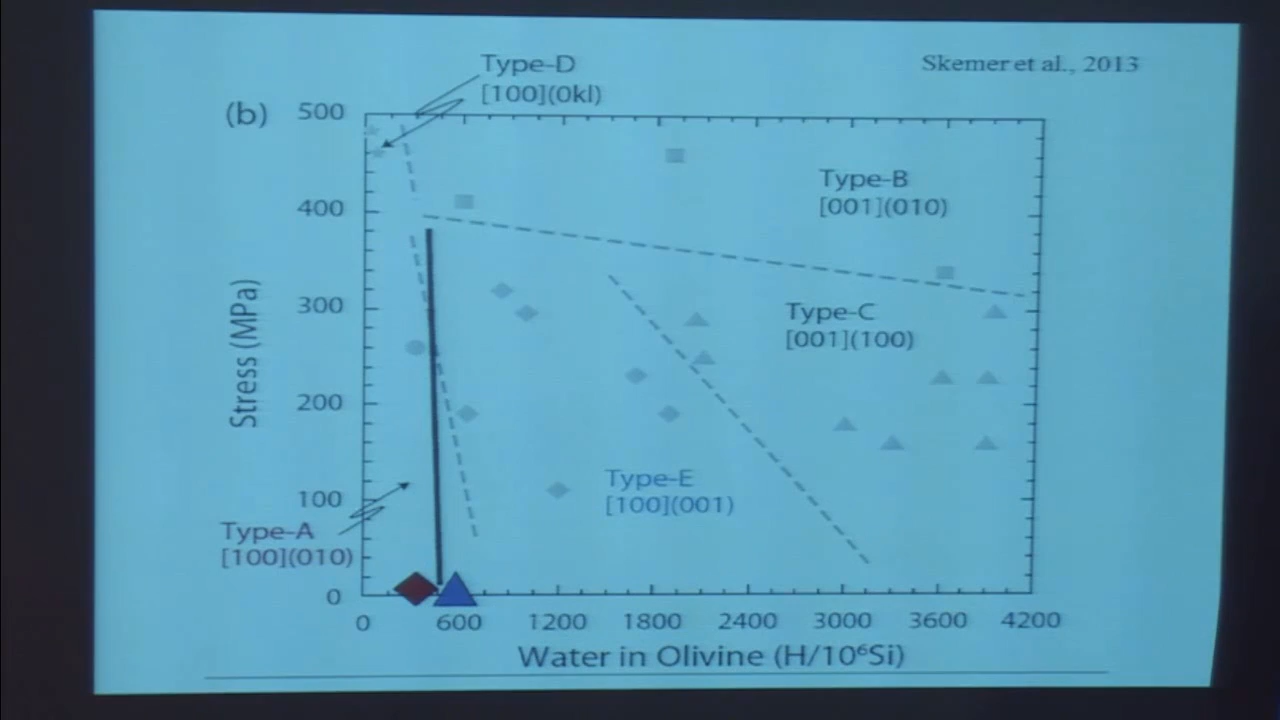 Type-D
[100](0kl)
Skemer et al., 2013
(b)
500
400
300
200
100
0
Stress (MPa)
Type-B
[001](010)
Type-C
[001](100)
Type-E
[100](001)
Type-A
[100](010)
0 600 1200 1800 2400 3000 3600 4200
Water in Olivine (H/10⁶Si)